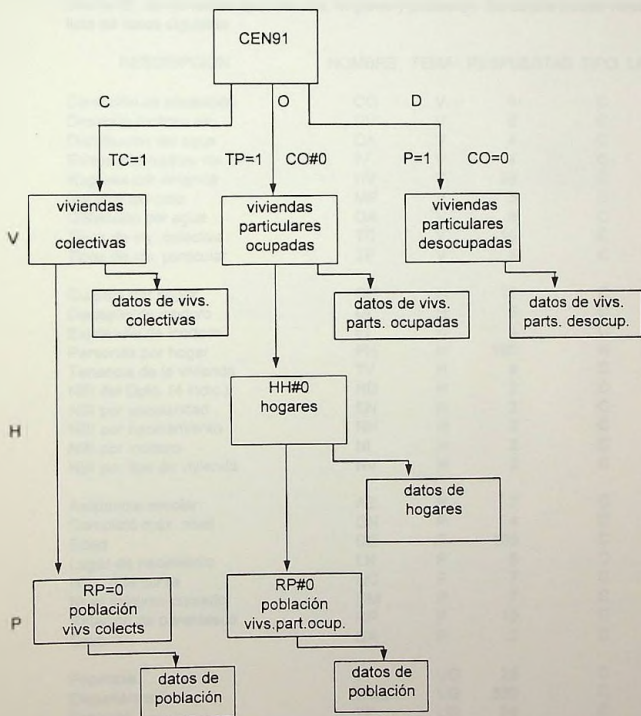 CEN91
C O D
TC=1 TP=1 CO#0 P=1 CO=0
V
viviendas
colectivas
viviendas
particulares
ocupadas
viviendas
particulares
desocupadas
datos de vivs.
colectivas
datos de vivs.
parts. ocupadas
datos de vivs.
parts. desocup.
H
HH#0
hogares
datos de
hogares
P
RP=0
población
vivs colects
RP#0
población
vivs.part.ocup.
datos de
población
datos de
población